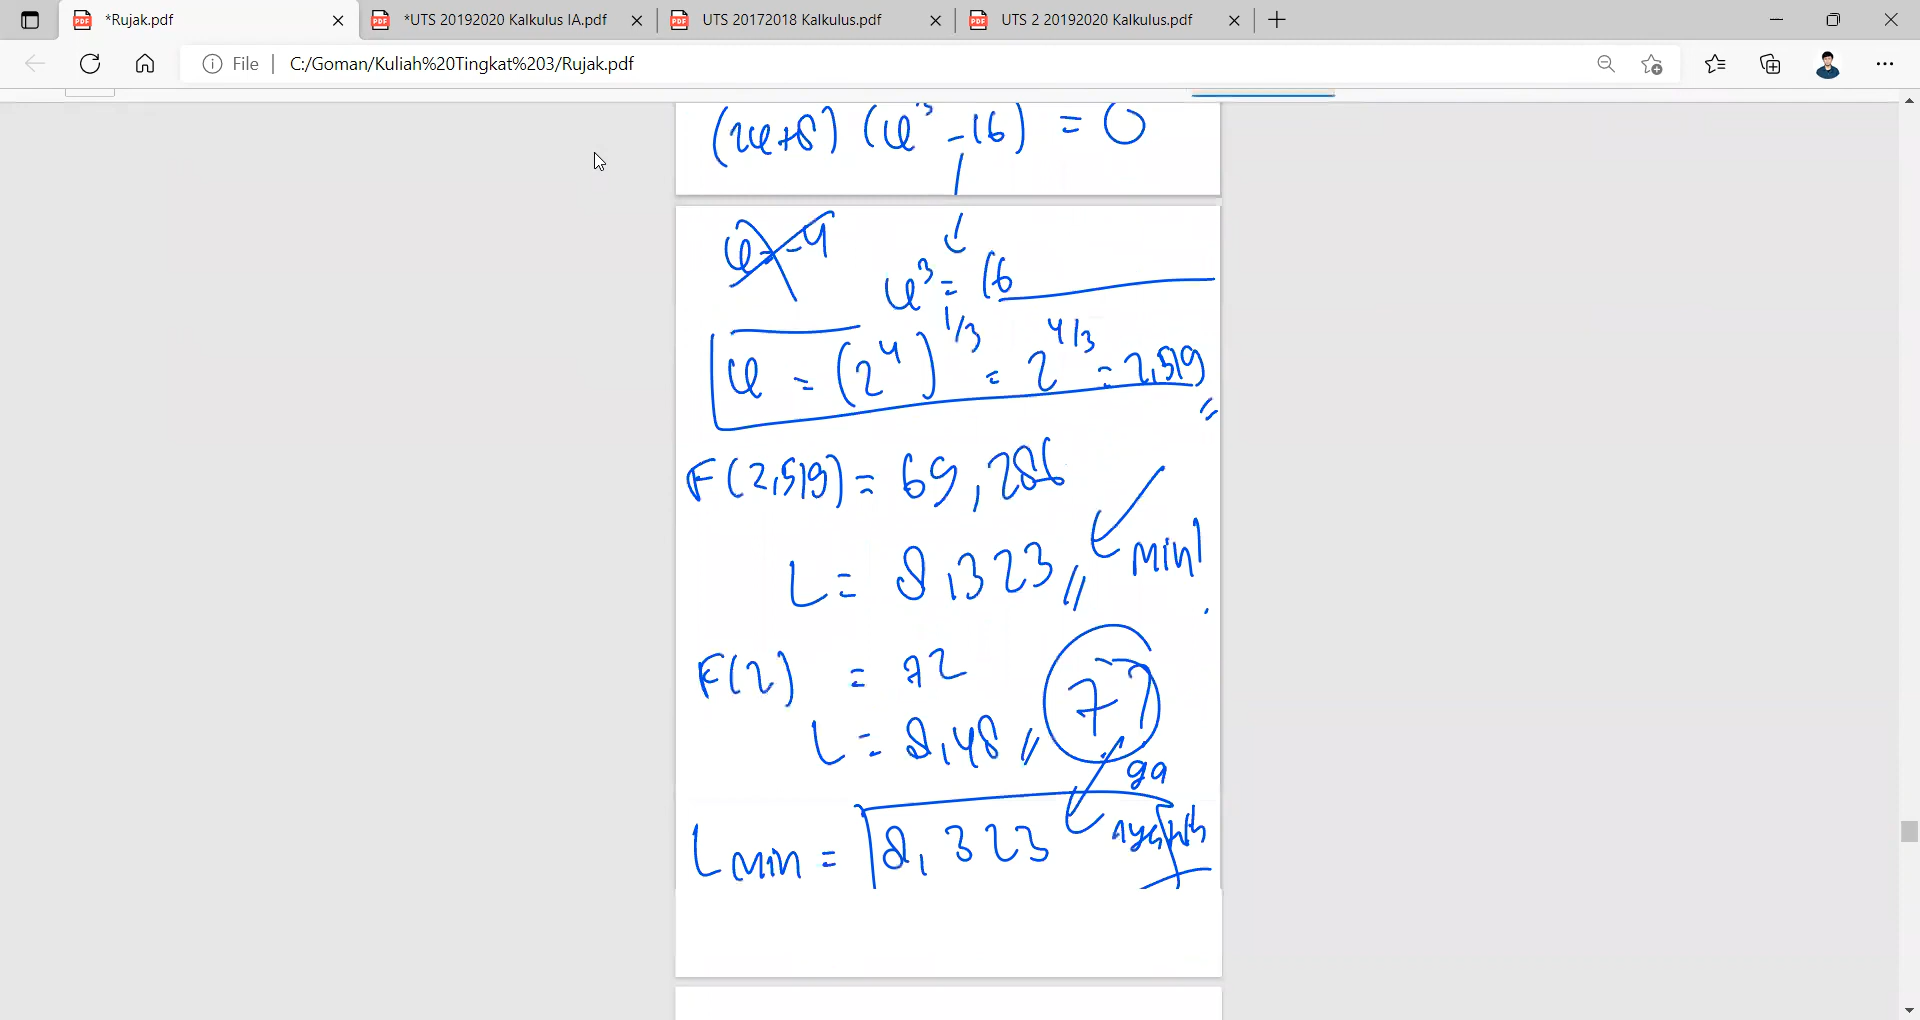 *Rujak.pdf
*UTS 20192020 Kalkulus IA.pdf
UTS 20172018 Kalkulus.pdf
UTS 2 20192020 Kalkulus.pdf
File | C:/Goman/Kuliah%20Tingkat%203/Rujak.pdf
(2u+8) (u³ -16) = 0
u=-4
u³ = 16
u = (2⁴)^1/3 = 2^4/3 = 2,519
F(2,519) = 69,286
L = 8,323 min!
F(2) = 72
L = 8,48 77
ga
L min = 8,323